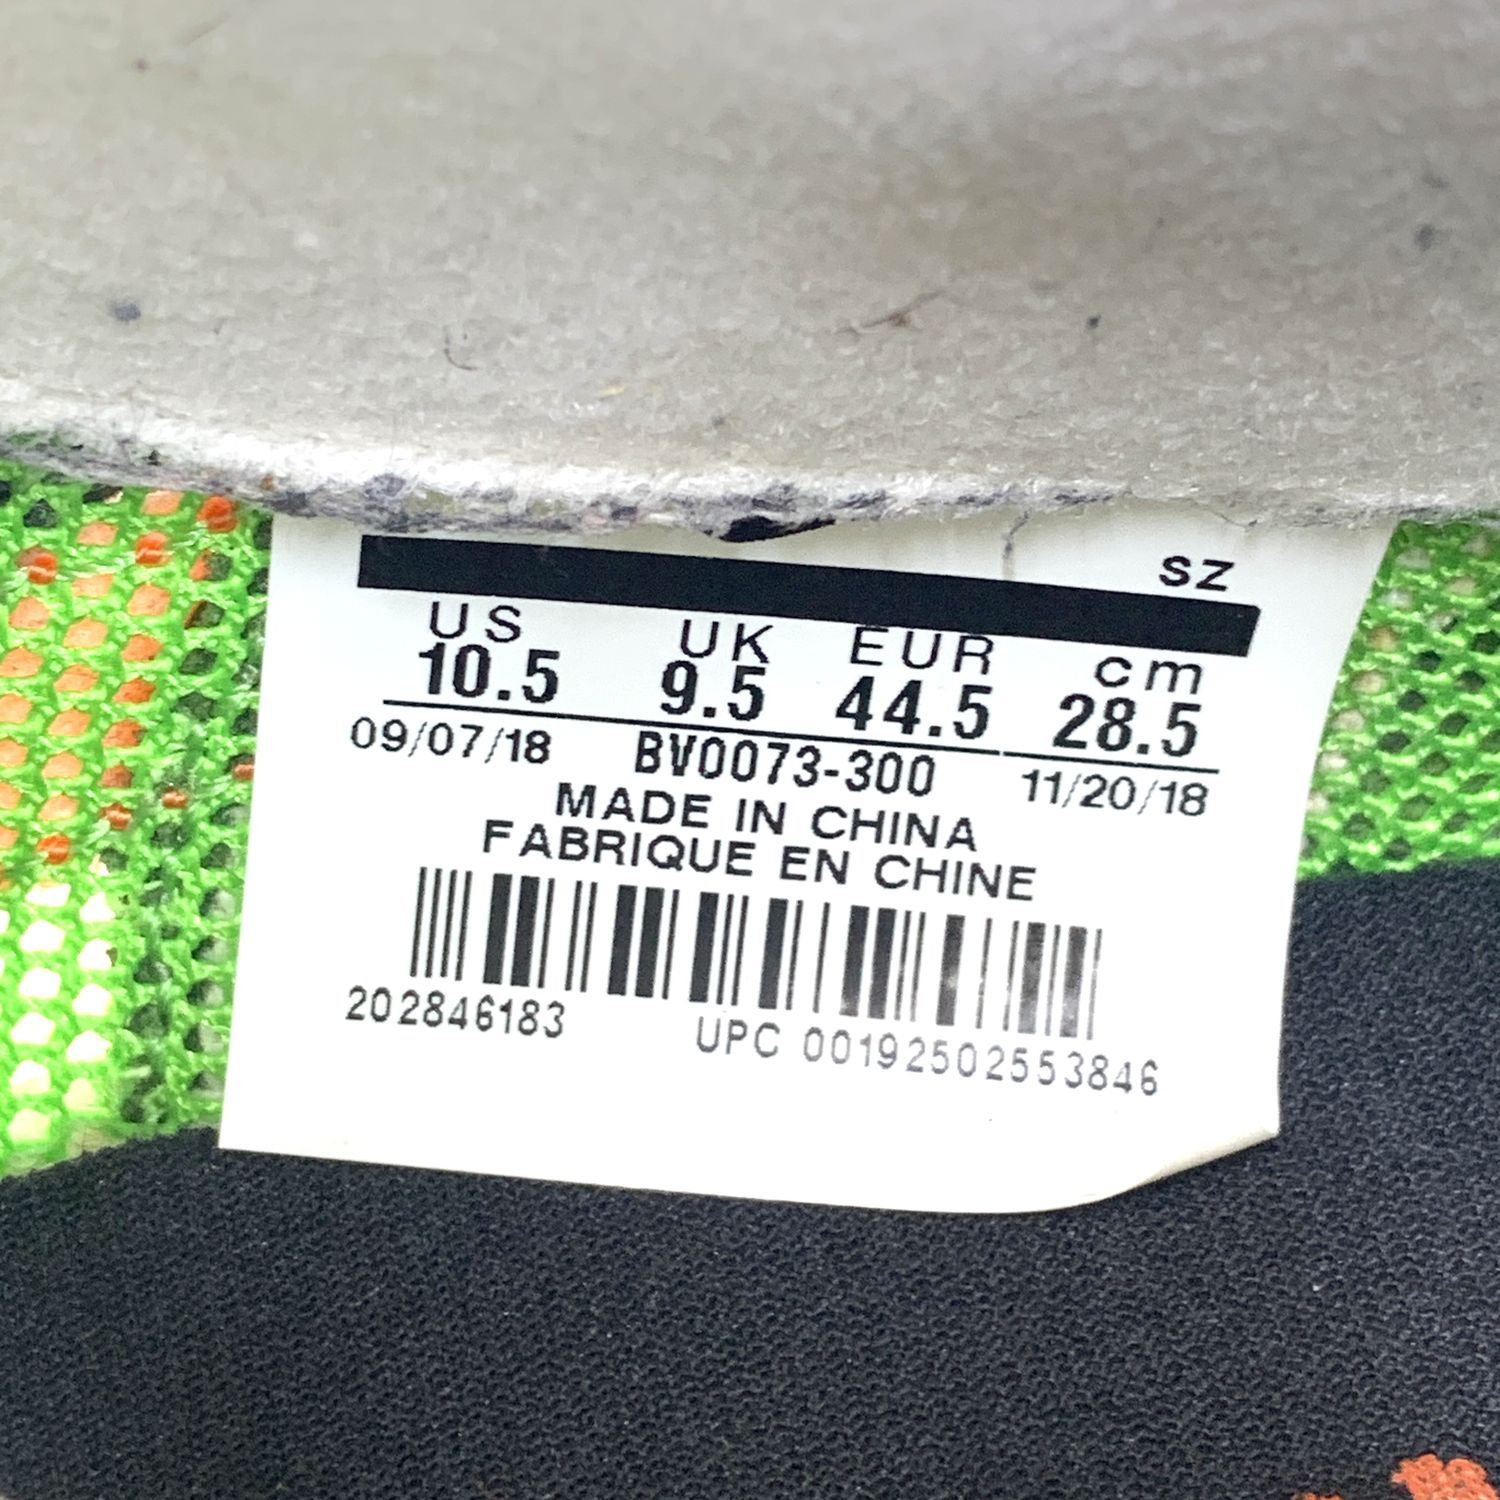 SZ
US UK EUR cm
10.5 9.5 44.5 28.5
09/07/18 BV0073-300 11/20/18
MADE IN CHINA
FABRIQUE EN CHINE
202846183 UPC 00192502553846